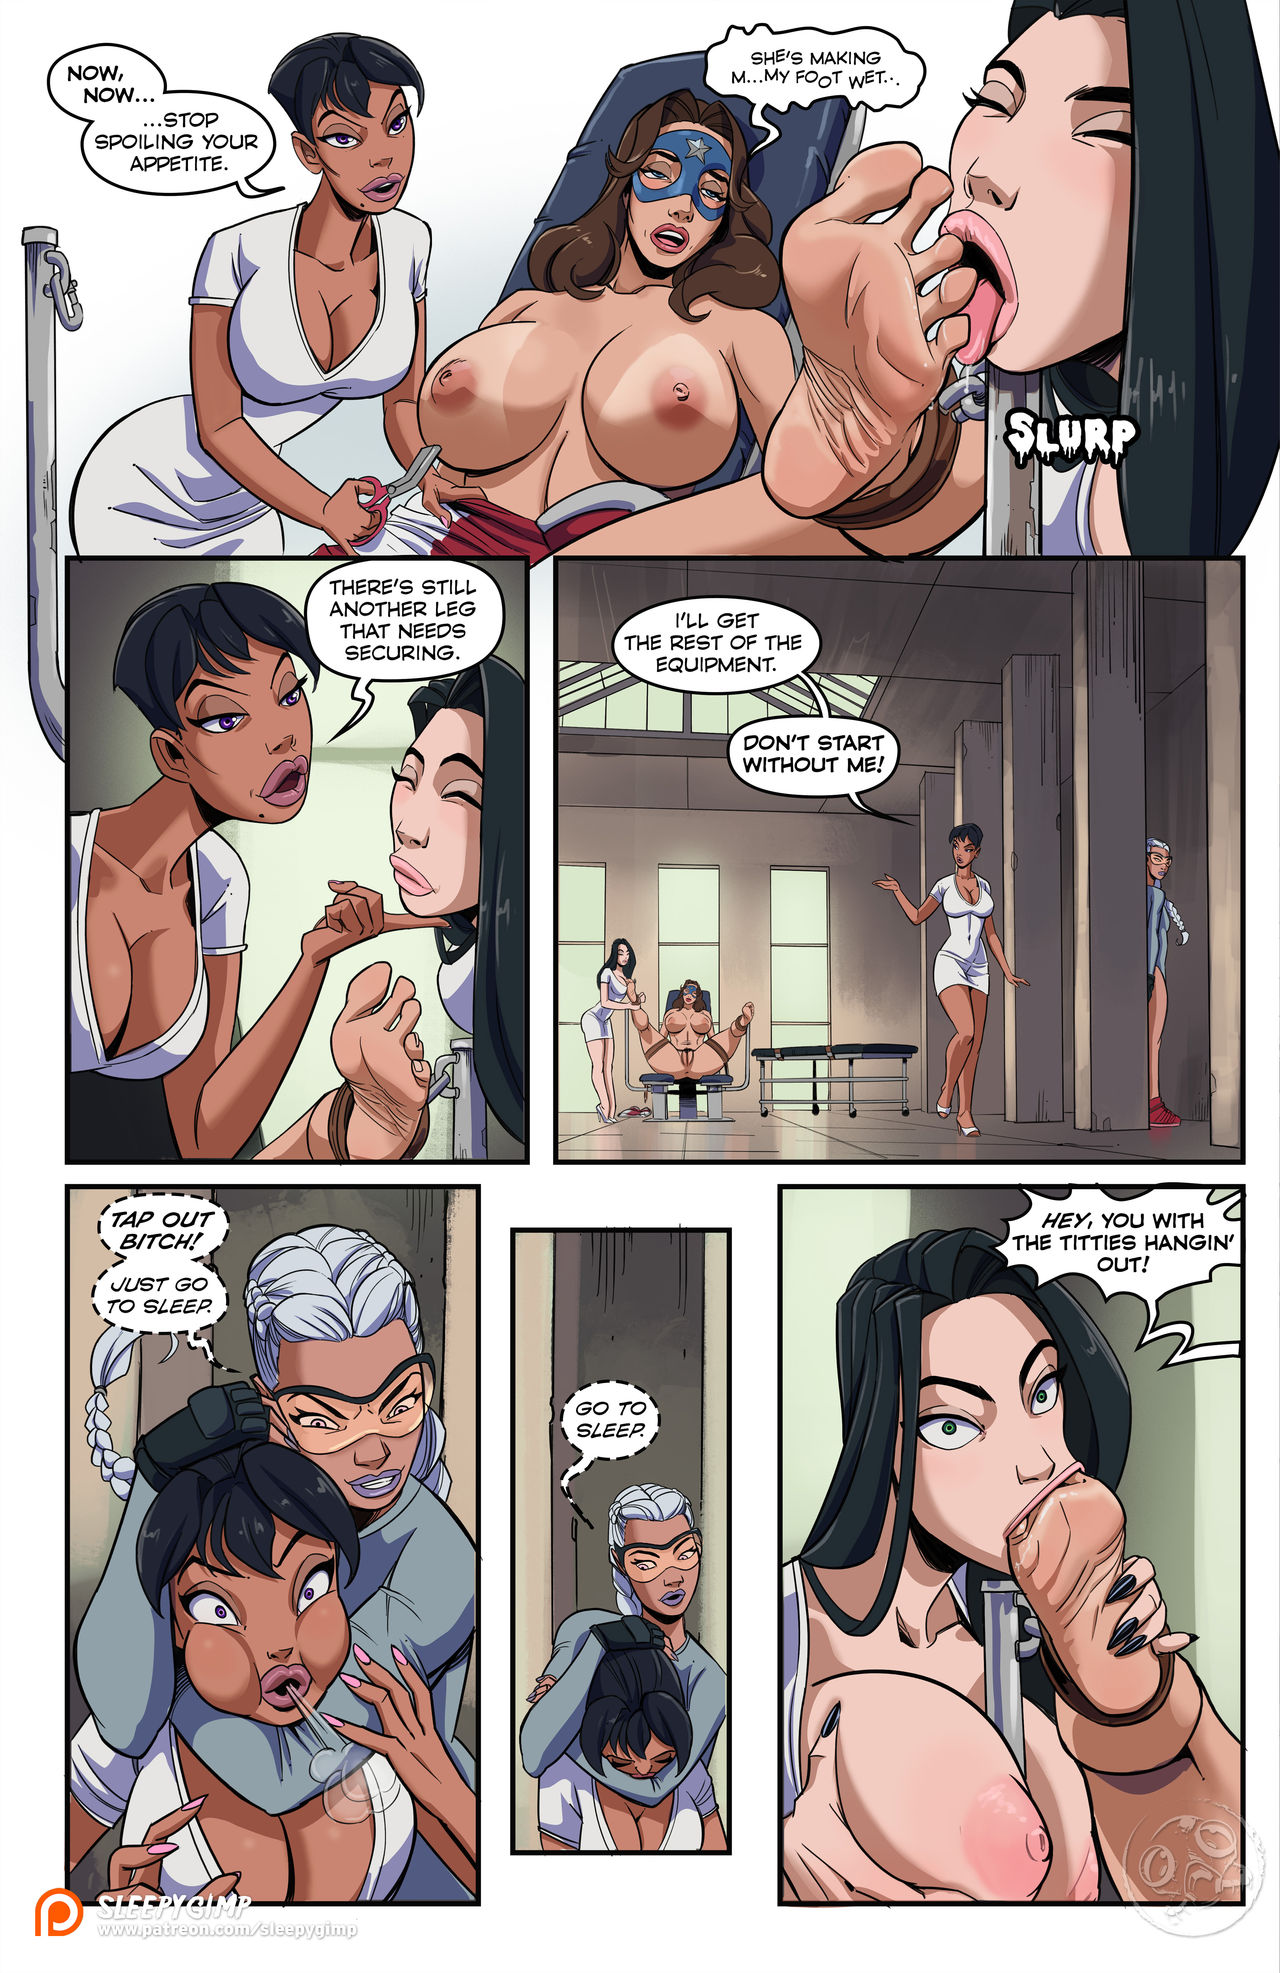 NOW,
NOW...
...STOP
SPOILING YOUR
APPETITE.
SHE'S MAKING
M...MY FOOT WET...
SLURP
THERE'S STILL
ANOTHER LEG
THAT NEEDS
SECURING.
I'LL GET
THE REST OF THE
EQUIPMENT.
DON'T START
WITHOUT ME!
TAP OUT
BITCH!
JUST GO
TO SLEEP.
GO TO
SLEEP.
HEY, YOU WITH
THE TITTIES HANGIN'
OUT!
SLEEPYGIMP
www.patreon.com/sleepygimp